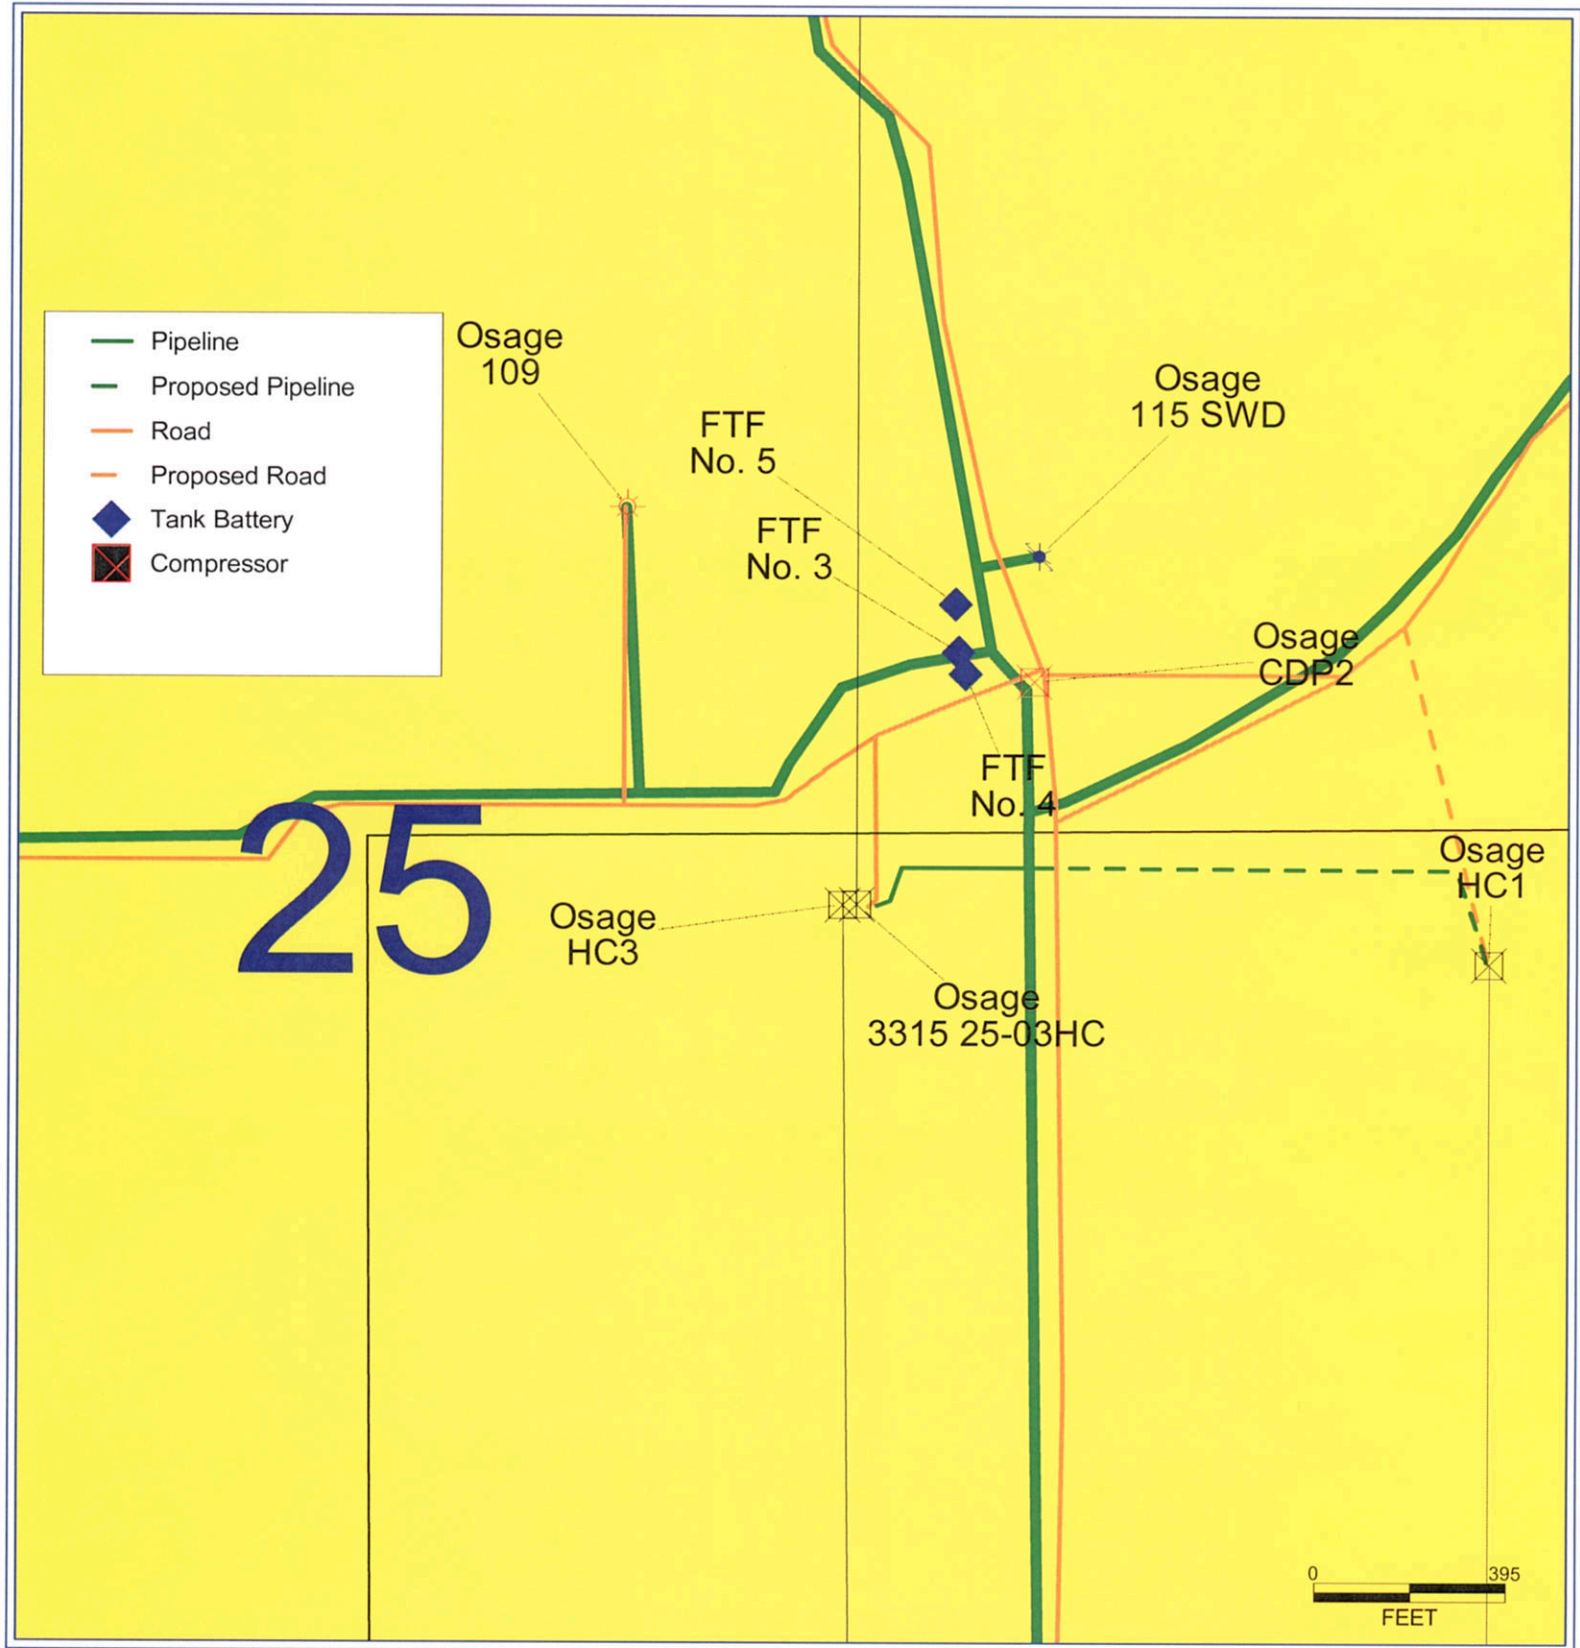 Pipeline
Proposed Pipeline
Road
Proposed Road
Tank Battery
Compressor
Osage
109
FTF
No. 5
FTF
No. 3
Osage
115 SWD
Osage
CDP2
FTF
No. 4
25
Osage
HC1
Osage
HC3
Osage
3315 25-03HC
0 395
FEET